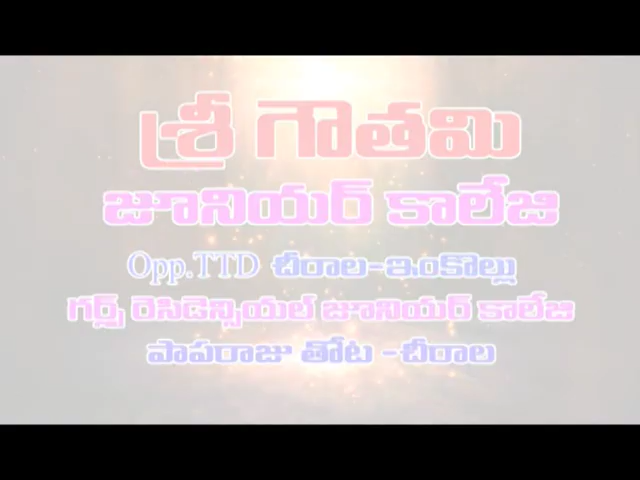 శ్రీ గౌతమి
జూనియర్ కాలేజి
Opp.TTD చీరాల-ఇంకొల్లు
గర్ల్స్ రెసిడెన్సియల్ జూనియర్ కాలేజి
పాపరాజు తోట -చీరాల